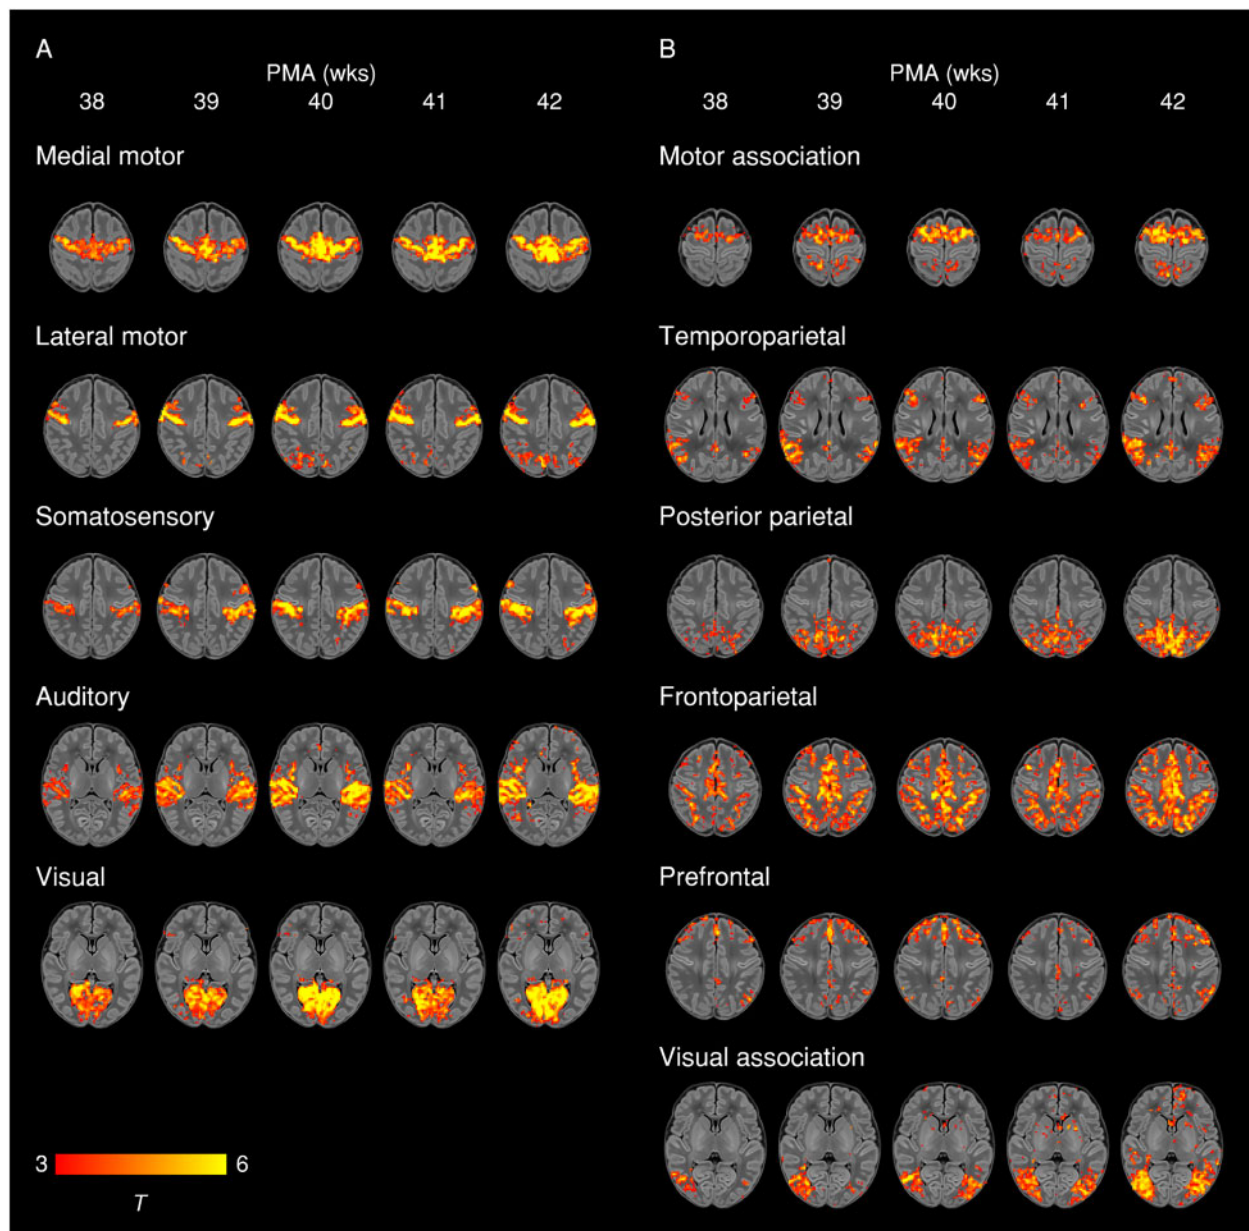 A
PMA (wks)
38 39 40 41 42
Medial motor
Lateral motor
Somatosensory
Auditory
Visual
3 6
T
B
PMA (wks)
38 39 40 41 42
Motor association
Temporoparietal
Posterior parietal
Frontoparietal
Prefrontal
Visual association